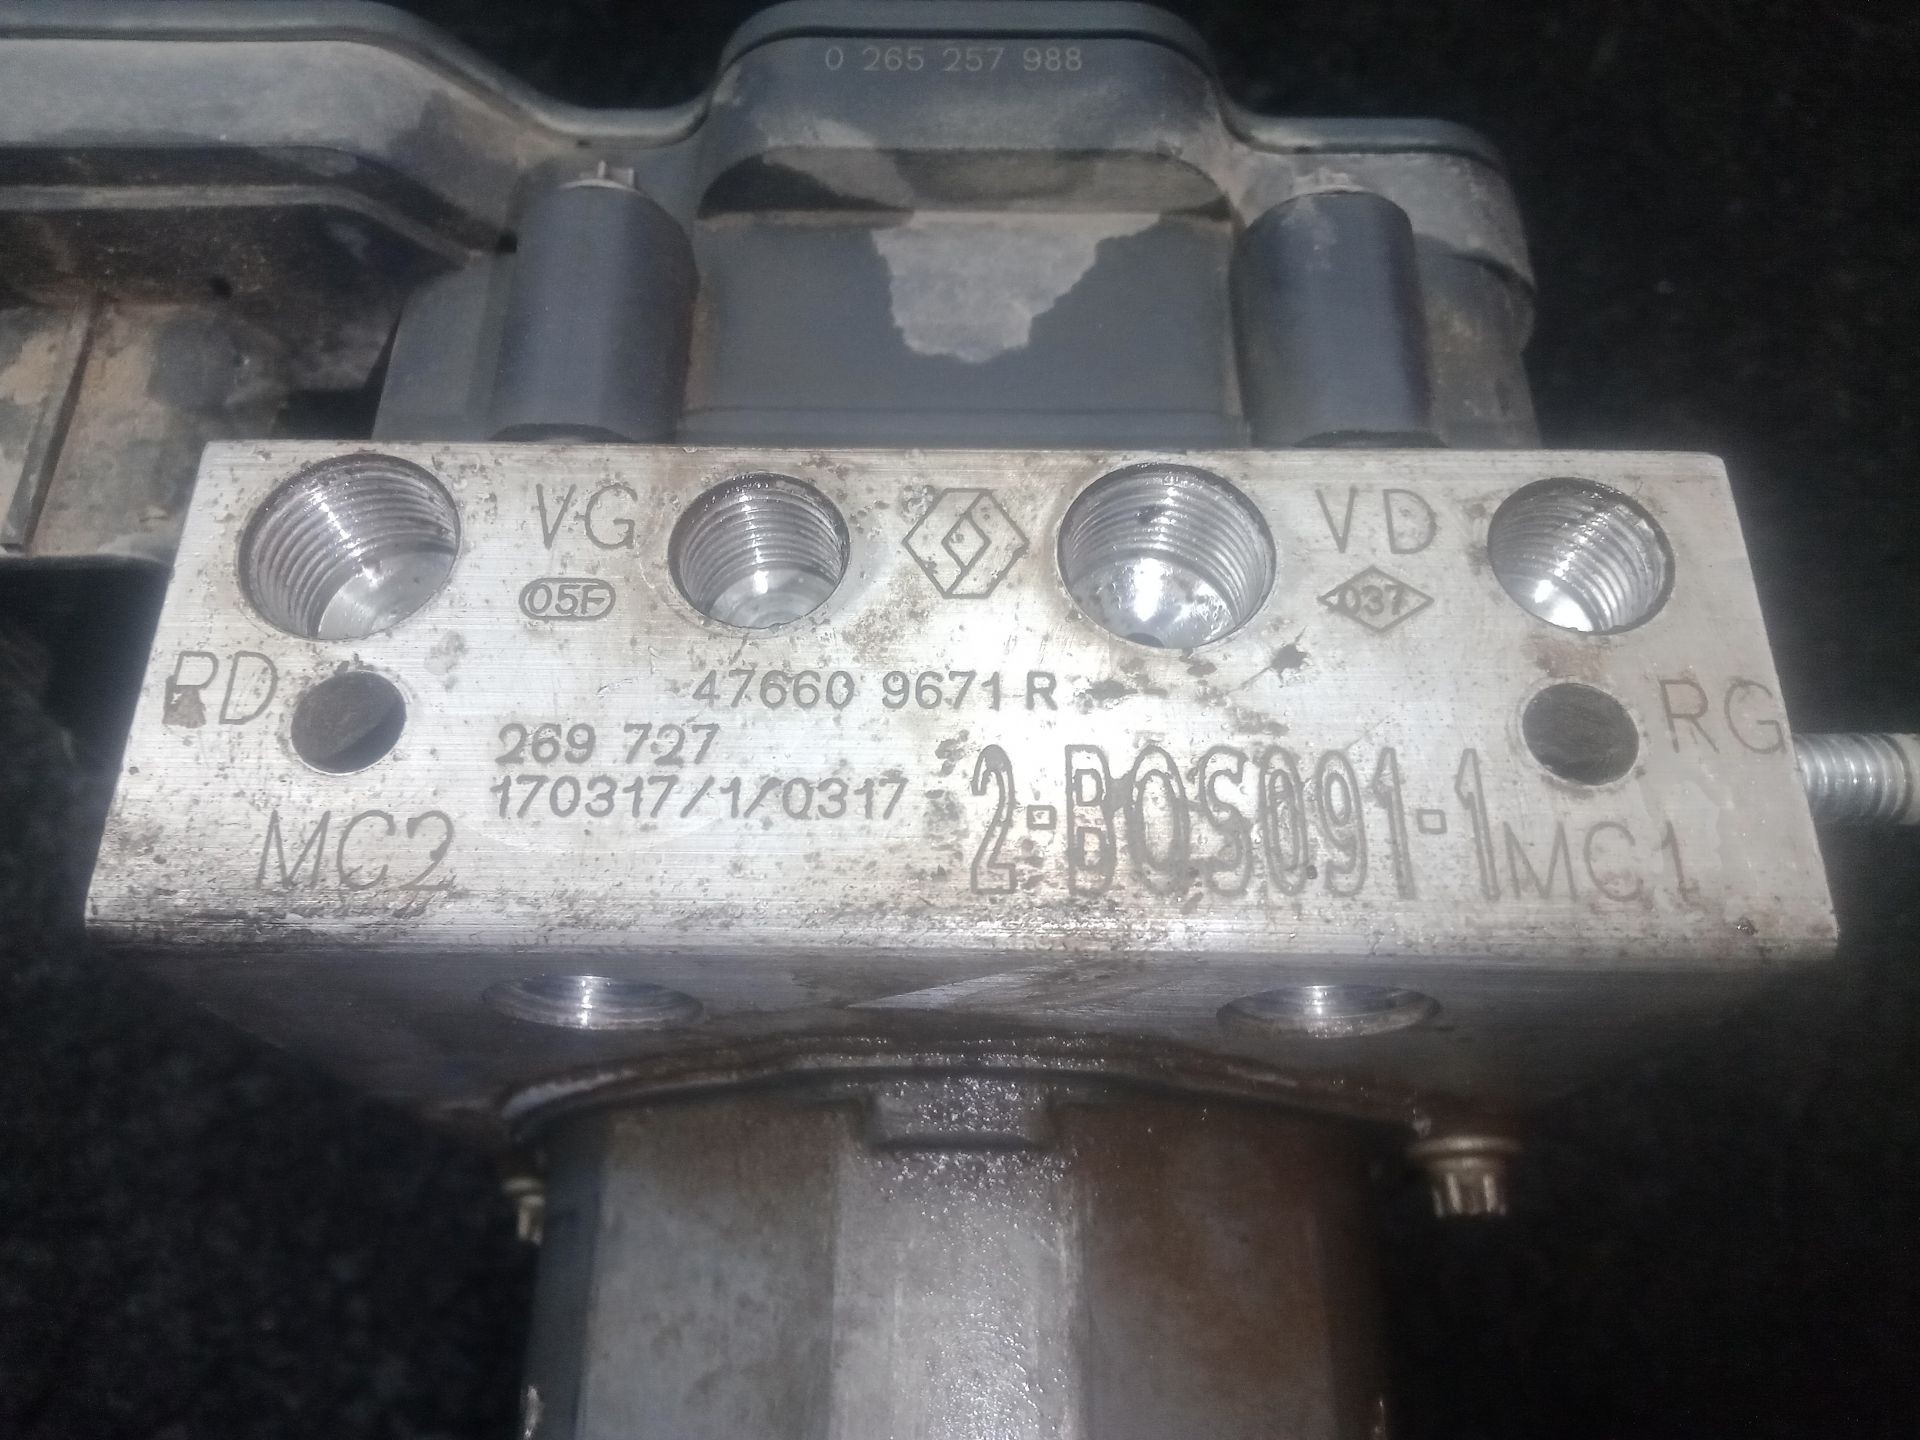 0 265 257 988
VG
VD
05F
037
RD
47660 9671 R
RG
269 727
170317/1/0317
2-BOS091-1
MC2
MC1